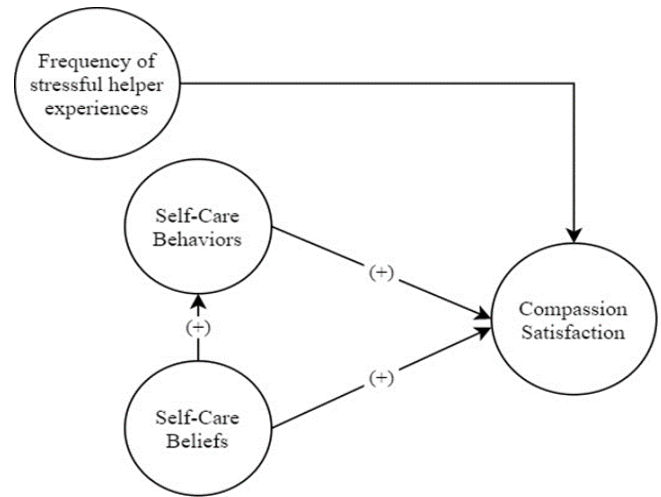 Frequency of
stressful helper
experiences
Self-Care
Behaviors
(+)
(+)
Compassion
Satisfaction
(+)
Self-Care
Beliefs